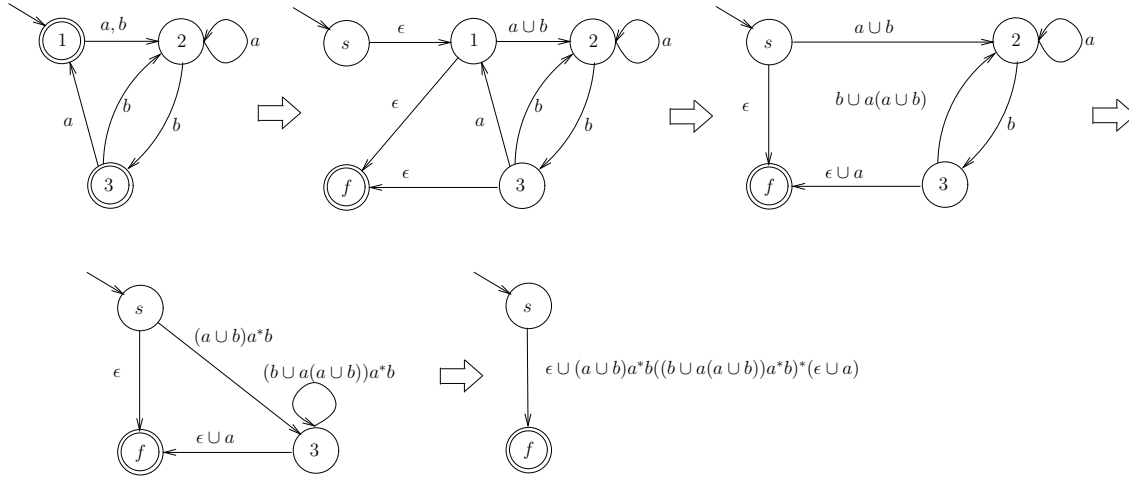 a, b
1
2
a
a
b
b
3
s
ϵ
1
a ∪ b
2
a
ϵ
a
b
b
f
ϵ
3
s
a ∪ b
2
a
ϵ
b ∪ a(a ∪ b)
b
f
ϵ ∪ a
3
s
(a ∪ b)a*b
ϵ
(b ∪ a(a ∪ b))a*b
f
ϵ ∪ a
3
s
ϵ ∪ (a ∪ b)a*b((b ∪ a(a ∪ b))a*b)*(ϵ ∪ a)
f